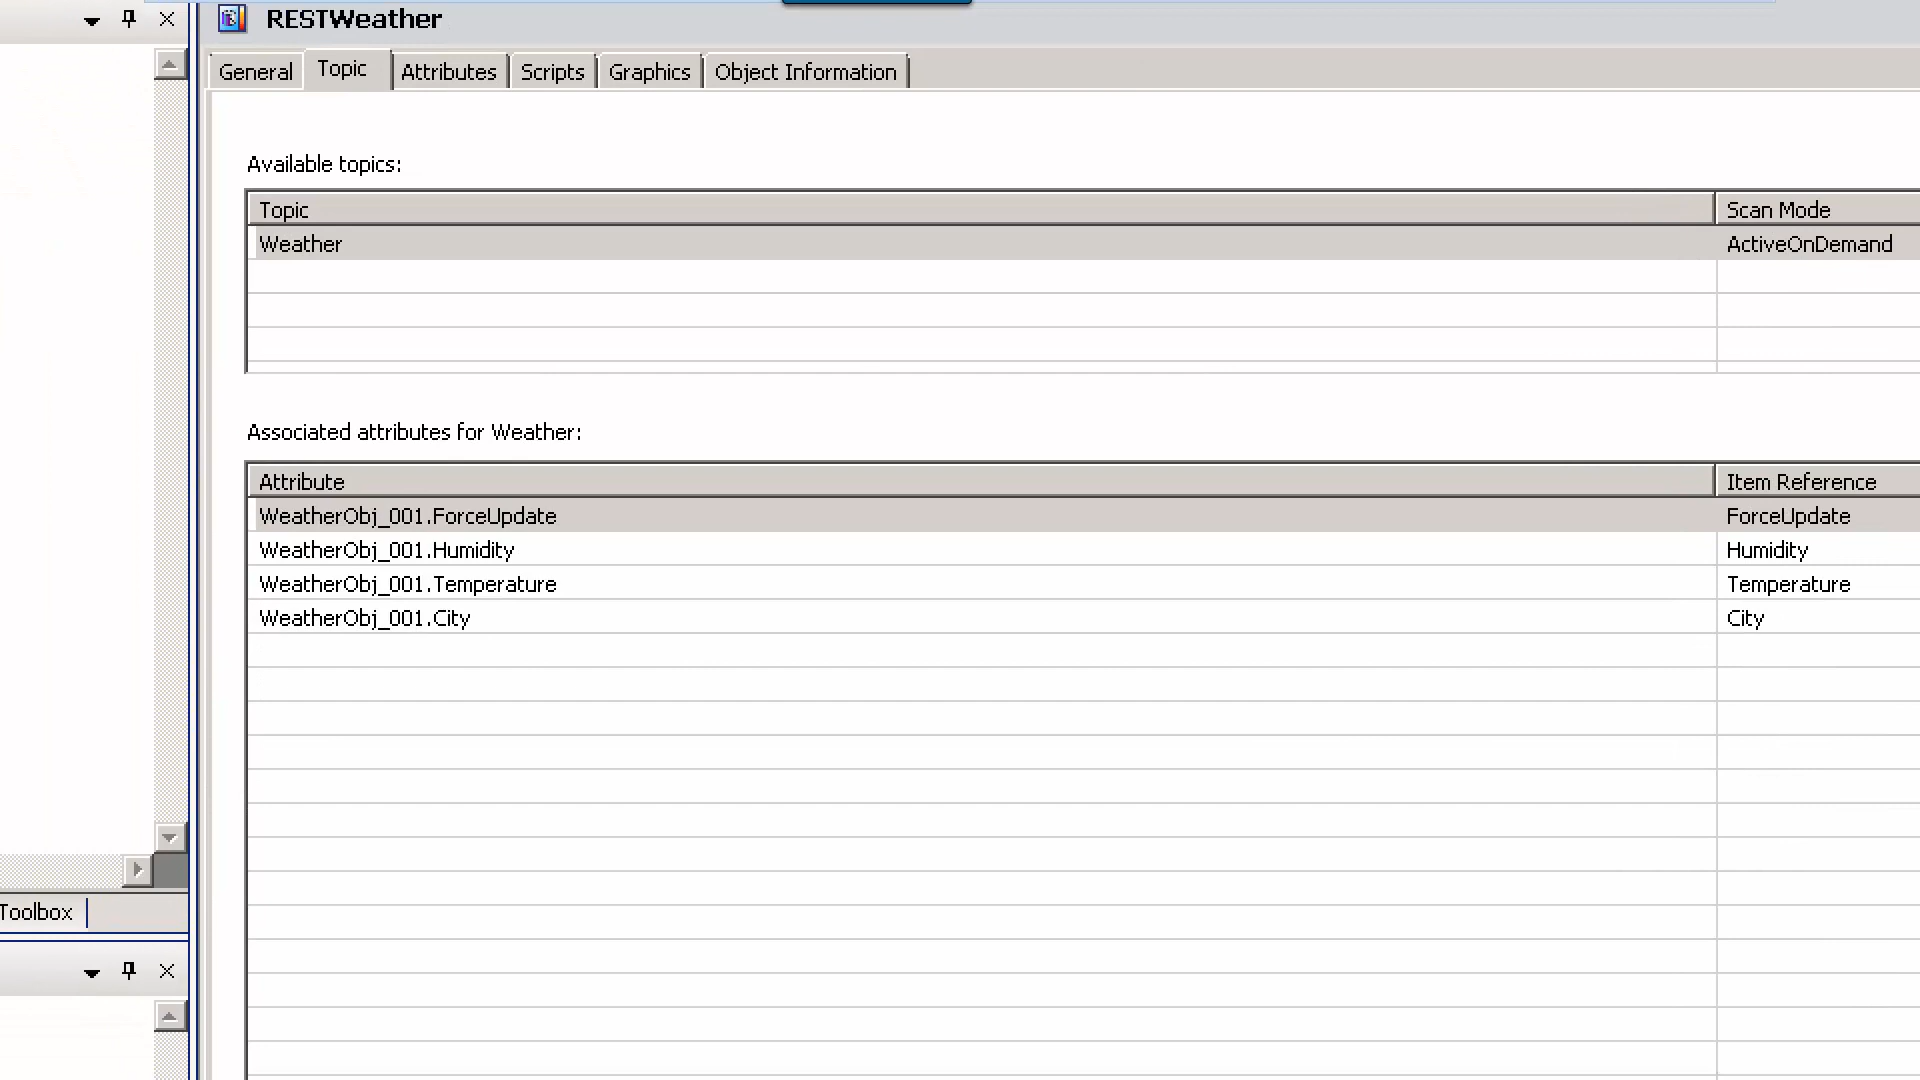 RESTWeather
General Topic Attributes Scripts Graphics Object Information
Available topics:
Topic Scan Mode
Weather ActiveOnDemand
Associated attributes for Weather:
Attribute Item Reference
WeatherObj_001.ForceUpdate ForceUpdate
WeatherObj_001.Humidity Humidity
WeatherObj_001.Temperature Temperature
WeatherObj_001.City City
Toolbox